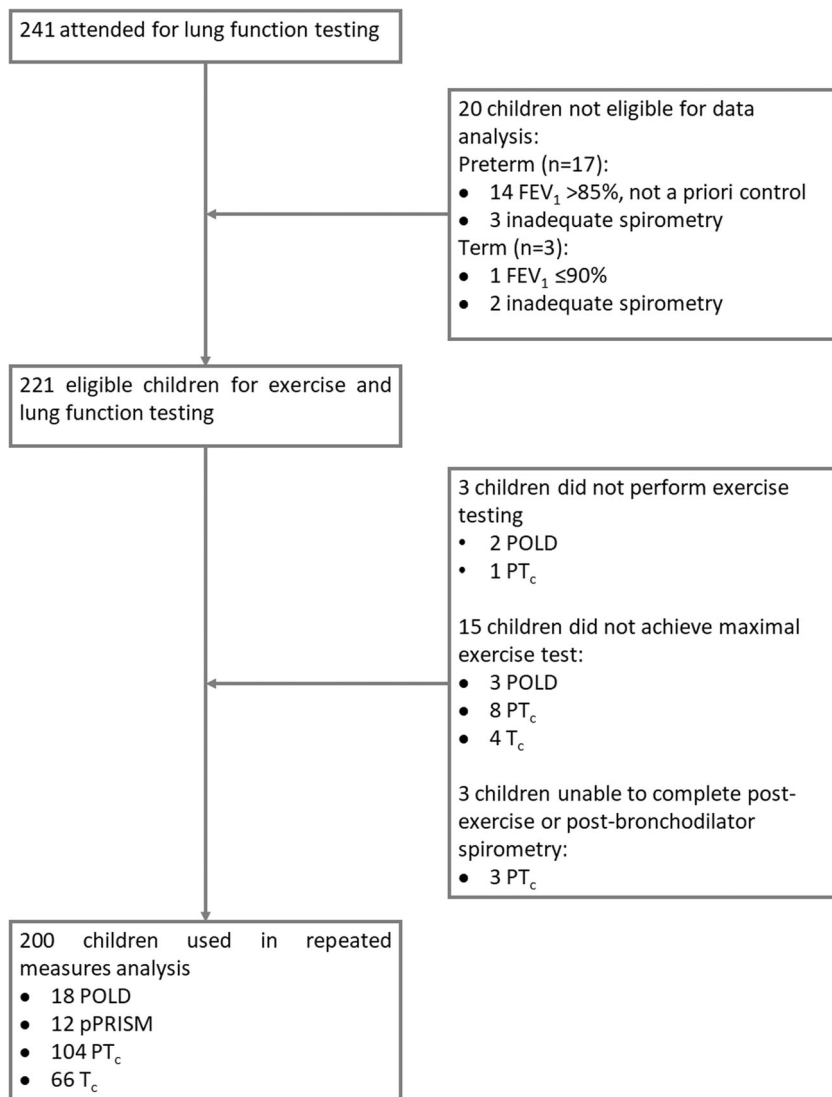 241 attended for lung function testing
20 children not eligible for data
analysis:
Preterm (n=17):
● 14 FEV₁ >85%, not a priori control
● 3 inadequate spirometry
Term (n=3):
● 1 FEV₁ ≤90%
● 2 inadequate spirometry
221 eligible children for exercise and
lung function testing
3 children did not perform exercise
testing
• 2 POLD
• 1 PTc
15 children did not achieve maximal
exercise test:
● 3 POLD
● 8 PTc
● 4 Tc
3 children unable to complete post-
exercise or post-bronchodilator
spirometry:
● 3 PTc
200 children used in repeated
measures analysis
● 18 POLD
● 12 pPRISM
● 104 PTc
● 66 Tc